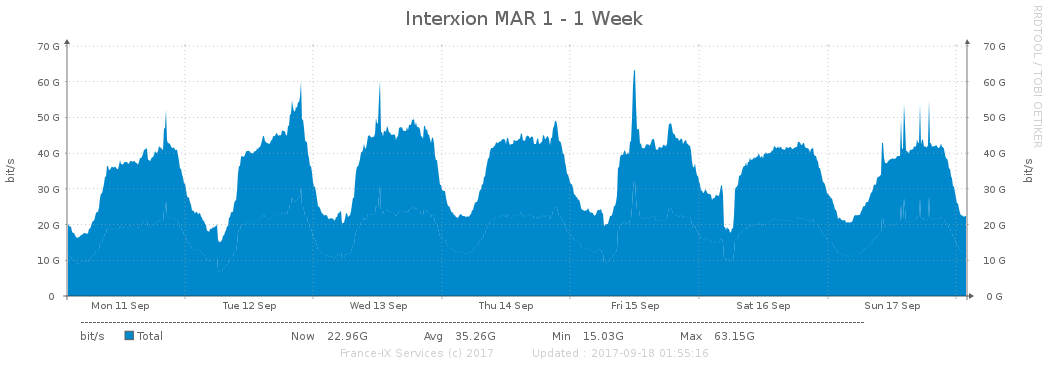 Interxion MAR 1 - 1 Week
RRDTOOL / TOBI OETIKER
bit/s
70 G 70 G
60 G 60 G
50 G 50 G
40 G 40 G
30 G 30 G
20 G 20 G
10 G 10 G
0 0 G
bit/s
Mon 11 Sep Tue 12 Sep Wed 13 Sep Thu 14 Sep Fri 15 Sep Sat 16 Sep Sun 17 Sep
bit/s Total Now 22.96G Avg 35.26G Min 15.03G Max 63.15G
France-IX Services (c) 2017 Updated : 2017-09-18 01:55:16